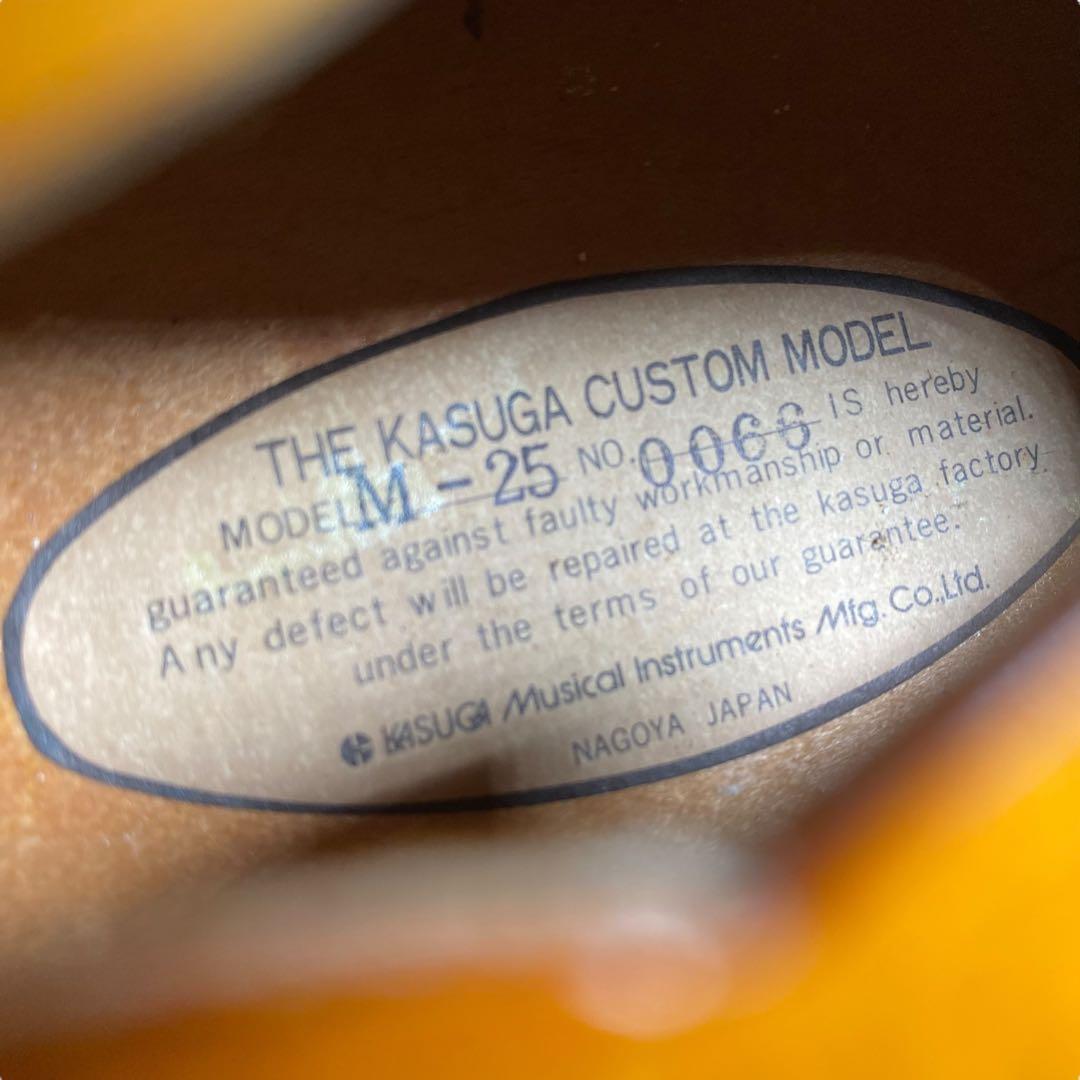 THE KASUGA CUSTOM MODEL
MODEL M-25 NO. 0066 IS hereby
guaranteed against faulty workmanship or material.
Any defect will be repaired at the kasuga factory
under the terms of our guarantee.
KASUGA Musical Instruments Mfg. Co.,Ltd.
NAGOYA JAPAN